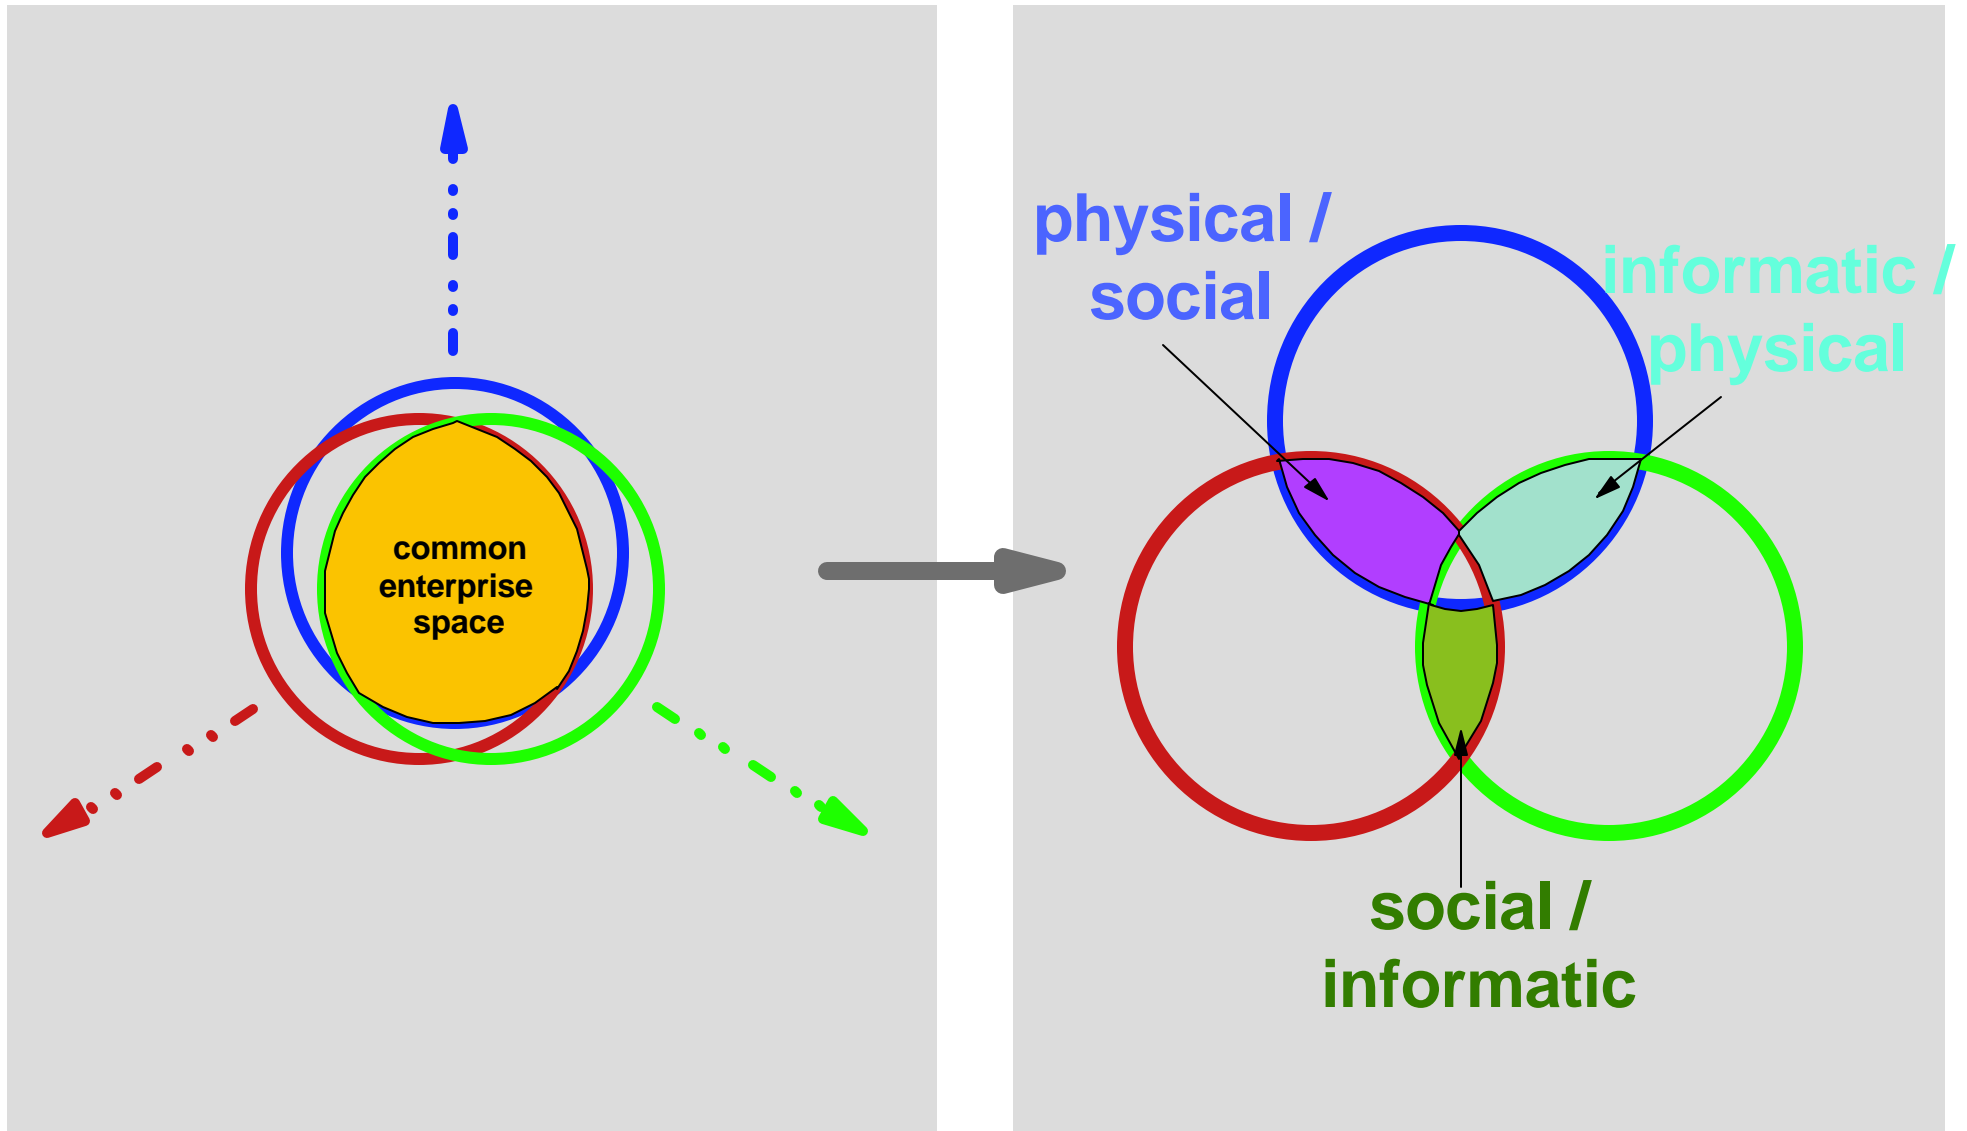 common
enterprise
space
physical /
social
informatic /
physical
social /
informatic